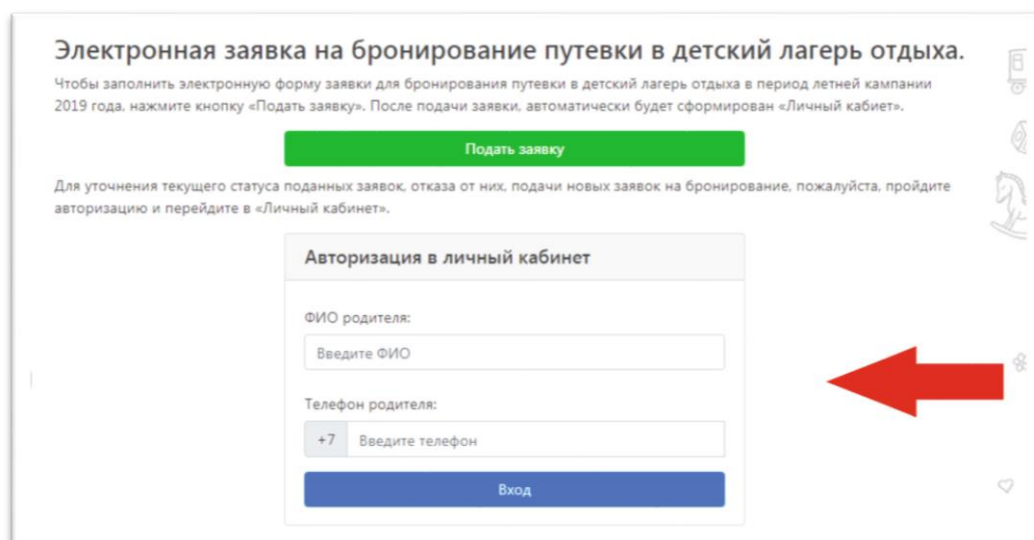 Электронная заявка на бронирование путевки в детский лагерь отдыха.
Чтобы заполнить электронную форму заявки для бронирования путевки в детский лагерь отдыха в период летней кампании
2019 года, нажмите кнопку «Подать заявку». После подачи заявки, автоматически будет сформирован «Личный кабиет».
Подать заявку
Для уточнения текущего статуса поданных заявок, отказа от них, подачи новых заявок на бронирование, пожалуйста, пройдите
авторизацию и перейдите в «Личный кабинет».
Авторизация в личный кабинет
ФИО родителя:
Введите ФИО
Телефон родителя:
+7 Введите телефон
Вход